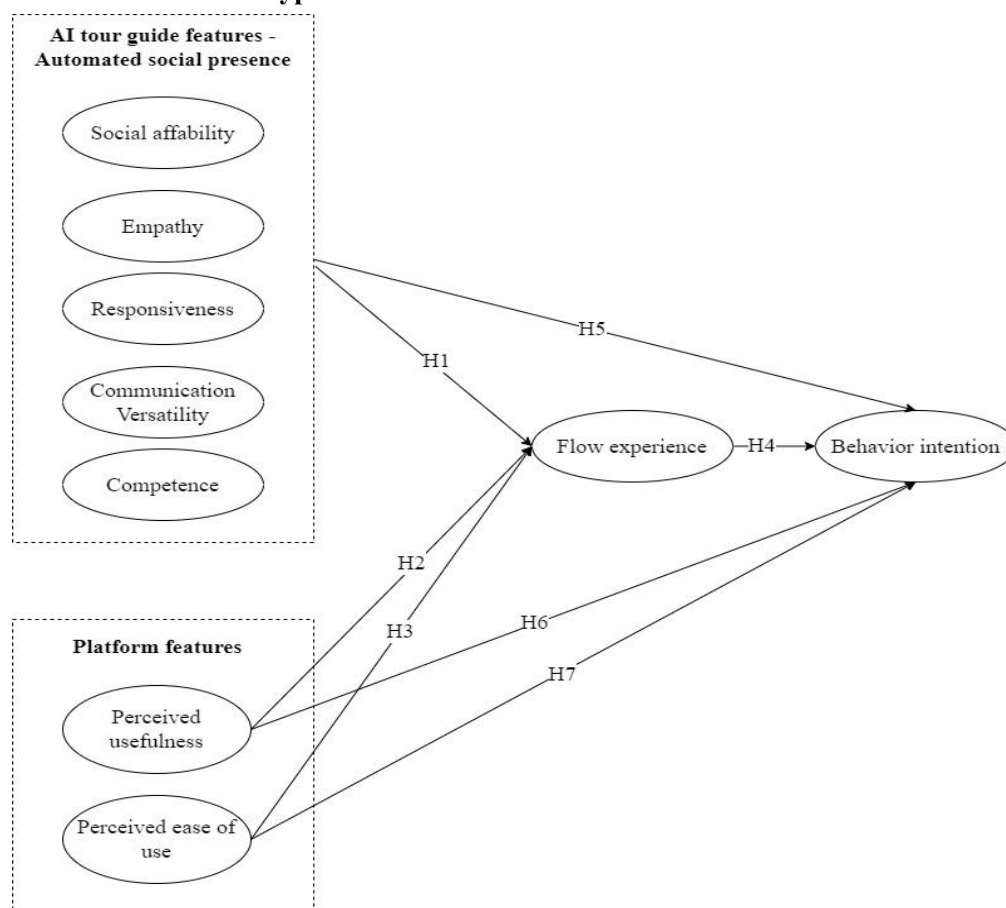 AI tour guide features -
Automated social presence
Social affability
Empathy
Responsiveness
Communication
Versatility
Competence
H5
H1
Flow experience
H4
Behavior intention
H2
H3
H6
H7
Platform features
Perceived
usefulness
Perceived ease of
use